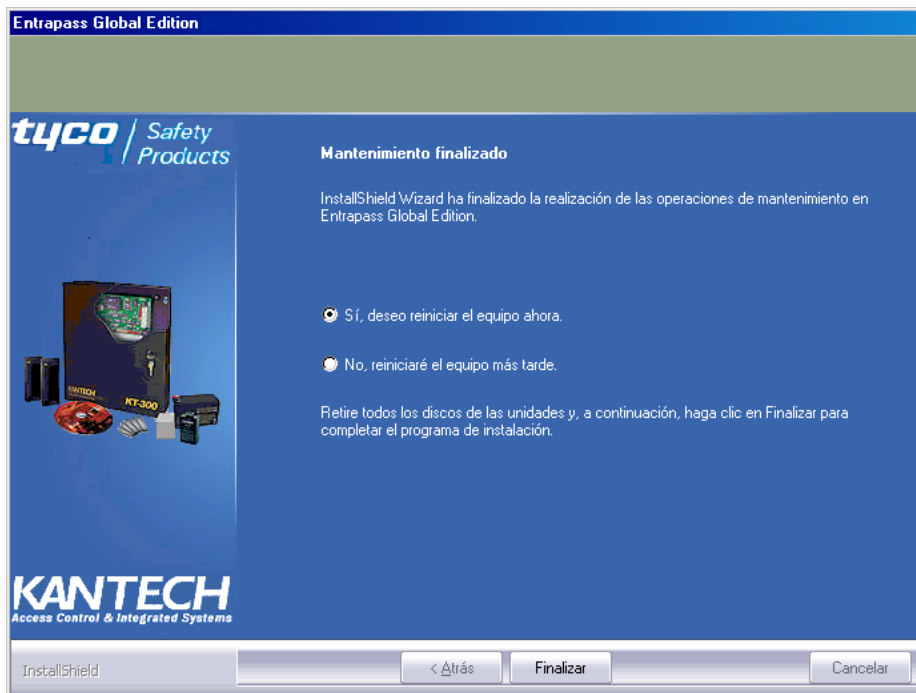 Entrapass Global Edition
tyco Safety
Products
Mantenimiento finalizado
InstallShield Wizard ha finalizado la realización de las operaciones de mantenimiento en
Entrapass Global Edition.
Sí, deseo reiniciar el equipo ahora.
No, reiniciaré el equipo más tarde.
Retire todos los discos de las unidades y, a continuación, haga clic en Finalizar para
completar el programa de instalación.
KANTECH
KT-300
KANTECH
Access Control & Integrated Systems
InstallShield
< Atrás
Finalizar
Cancelar